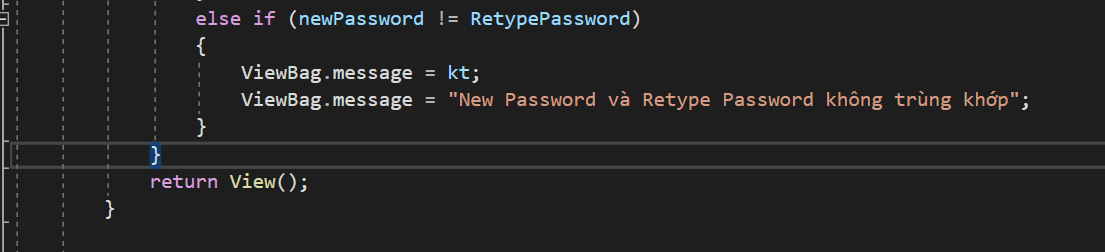 else if (newPassword != RetypePassword)
{
ViewBag.message = kt;
ViewBag.message = "New Password và Retype Password không trùng khớp";
}
}
return View();
}